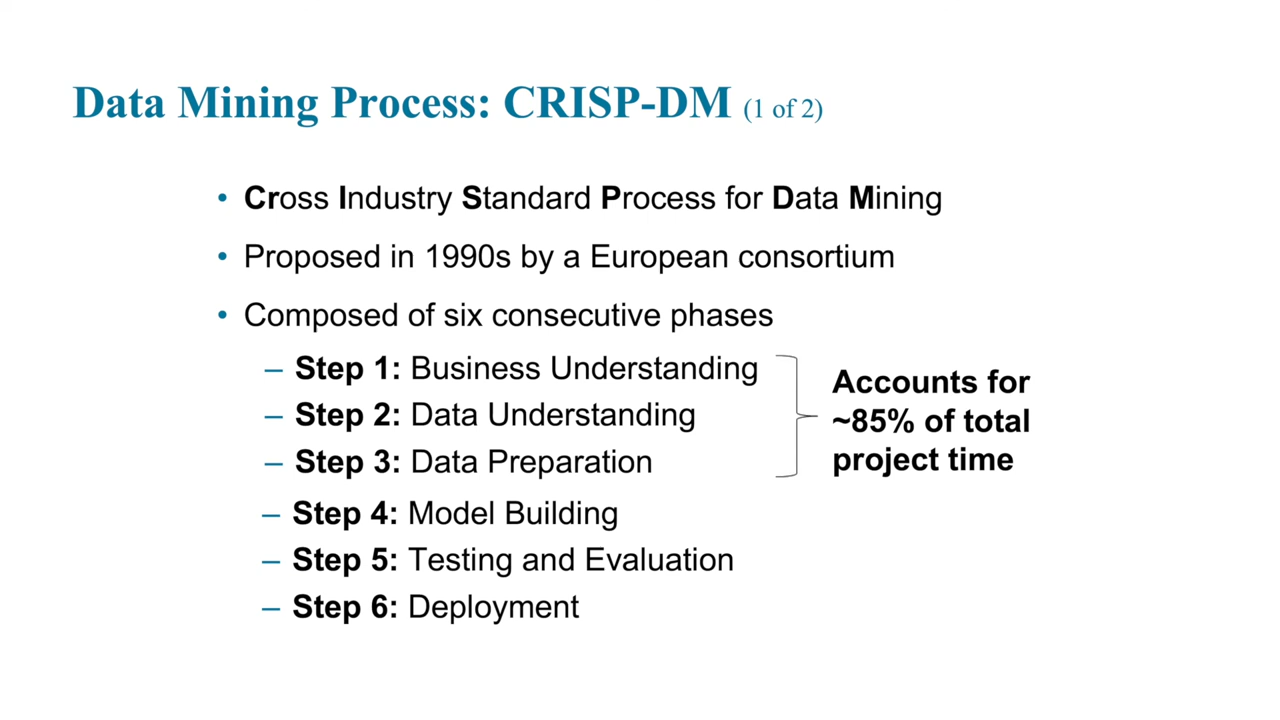 Data Mining Process: CRISP-DM (1 of 2)
• Cross Industry Standard Process for Data Mining
• Proposed in 1990s by a European consortium
• Composed of six consecutive phases
– Step 1: Business Understanding
– Step 2: Data Understanding
– Step 3: Data Preparation
Accounts for
~85% of total
project time
– Step 4: Model Building
– Step 5: Testing and Evaluation
– Step 6: Deployment